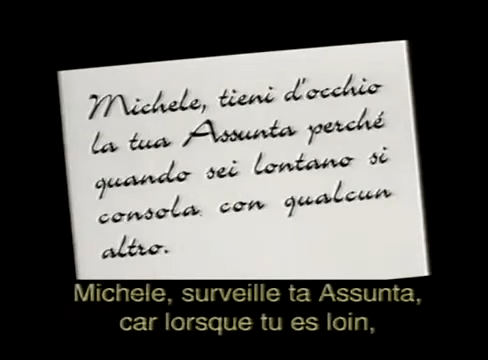 Michele, tieni d'occhio
la tua Assunta perché
quando sei lontano si
consola con qualcun
altro.
Michele, surveille ta Assunta,
car lorsque tu es loin,